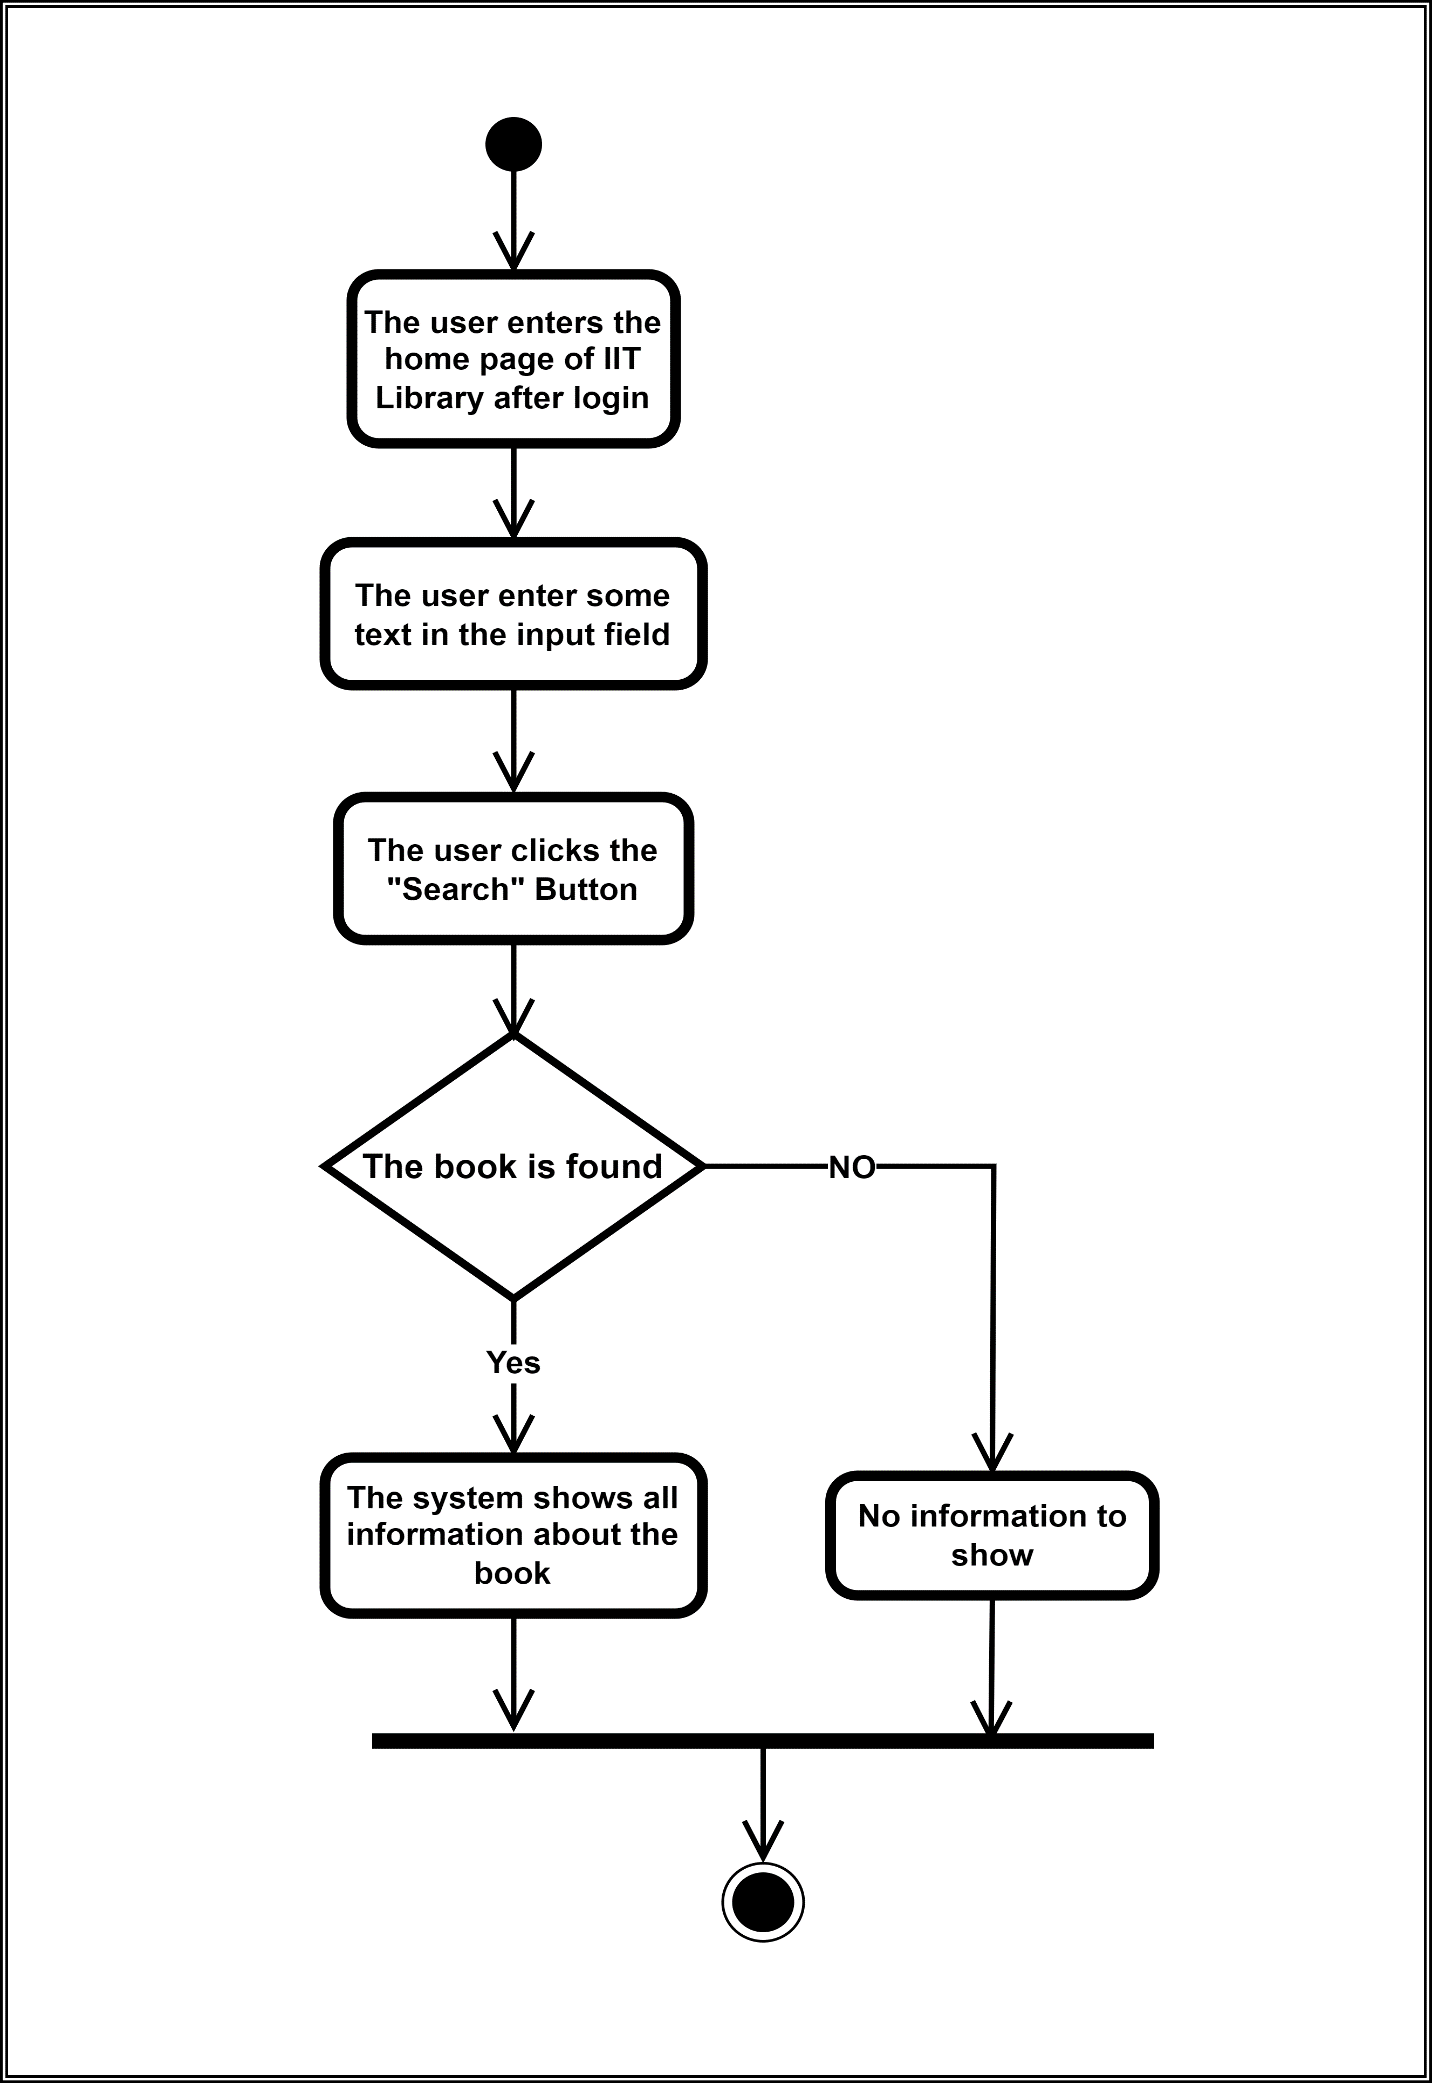 The user enters the
home page of IIT
Library after login
The user enter some
text in the input field
The user clicks the
"Search" Button
The book is found
NO
Yes
The system shows all
information about the
book
No information to
show